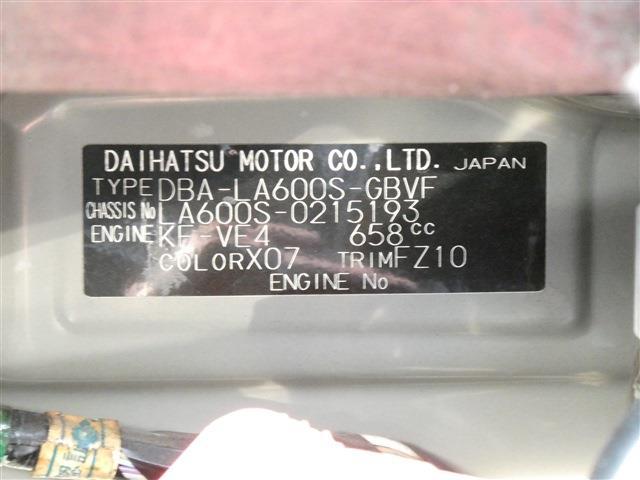 DAIHATSU MOTOR CO.,LTD. JAPAN
TYPE DBA-LA600S-GBVF
CHASSIS No LA600S-0215193
ENGINE KF-VE4 658cc
COLOR X07 TRIM FZ10
ENGINE No